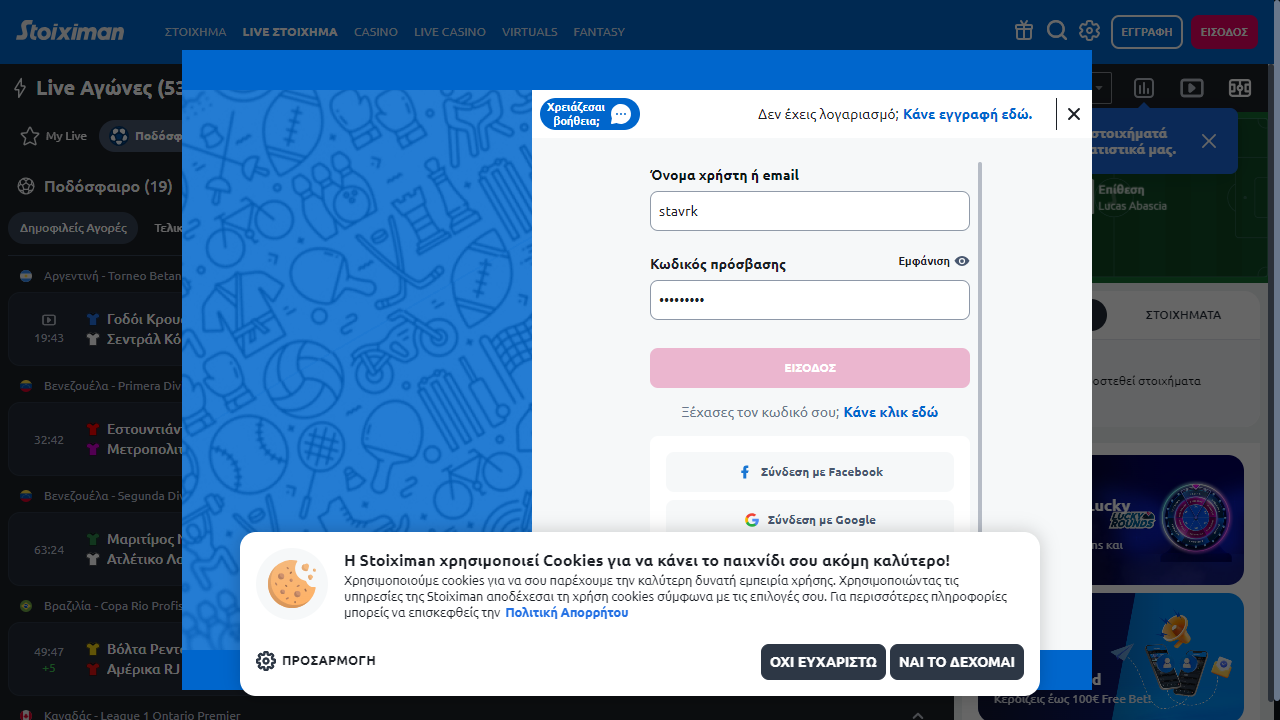 Stoiximan
ΣΤΟΙΧΗΜΑ
LIVE ΣΤΟΙΧΗΜΑ
CASINO
LIVE CASINO
VIRTUALS
FANTASY
ΕΓΓΡΑΦΗ
ΕΙΣΟΔΟΣ
Live Αγώνες (53
My Live
Ποδόσφ
Ποδόσφαιρο (19)
Δημοφιλείς Αγορές
Τελικ
Αργεντινή - Torneo Betan
19:43
Γοδόι Κρουσ
Σεντράλ Κό
Βενεζουέλα - Primera Div
32:42
Εστουντιάν
Μετροπολιτ
Βενεζουέλα - Segunda Div
63:24
Μαριτίμος Ν
Ατλέτικο Λα
Βραζιλία - Copa Rio Profis
49:47
+5
Βόλτα Ρεντο
Αμέρικα RJ
Καναδάς - League 1 Ontario Premier
Χρειάζεσαι
βοήθεια;
Δεν έχεις λογαριασμό; Κάνε εγγραφή εδώ.
Όνομα χρήστη ή email
stavrk
Κωδικός πρόσβασης
Εμφάνιση
•••••••••
ΕΙΣΟΔΟΣ
Ξέχασες τον κωδικό σου; Κάνε κλικ εδώ
Σύνδεση με Facebook
Σύνδεση με Google
Η Stoiximan χρησιμοποιεί Cookies για να κάνει το παιχνίδι σου ακόμη καλύτερο!
Χρησιμοποιούμε cookies για να σου παρέχουμε την καλύτερη δυνατή εμπειρία χρήσης. Χρησιμοποιώντας τις
υπηρεσίες της Stoiximan αποδέχεσαι τη χρήση cookies σύμφωνα με τις επιλογές σου. Για περισσότερες πληροφορίες
μπορείς να επισκεφθείς την Πολιτική Απορρήτου
ΠΡΟΣΑΡΜΟΓΗ
ΟΧΙ ΕΥΧΑΡΙΣΤΩ
ΝΑΙ ΤΟ ΔΕΧΟΜΑΙ
στοιχήματά
ατιστικά μας.
Επίθεση
Lucas Abascia
ΣΤΟΙΧΗΜΑΤΑ
οστεθεί στοιχήματα
Lucky
LUCKY
ROUNDS
ns και
d
Κερδίζεις έως 100€ Free Bet!